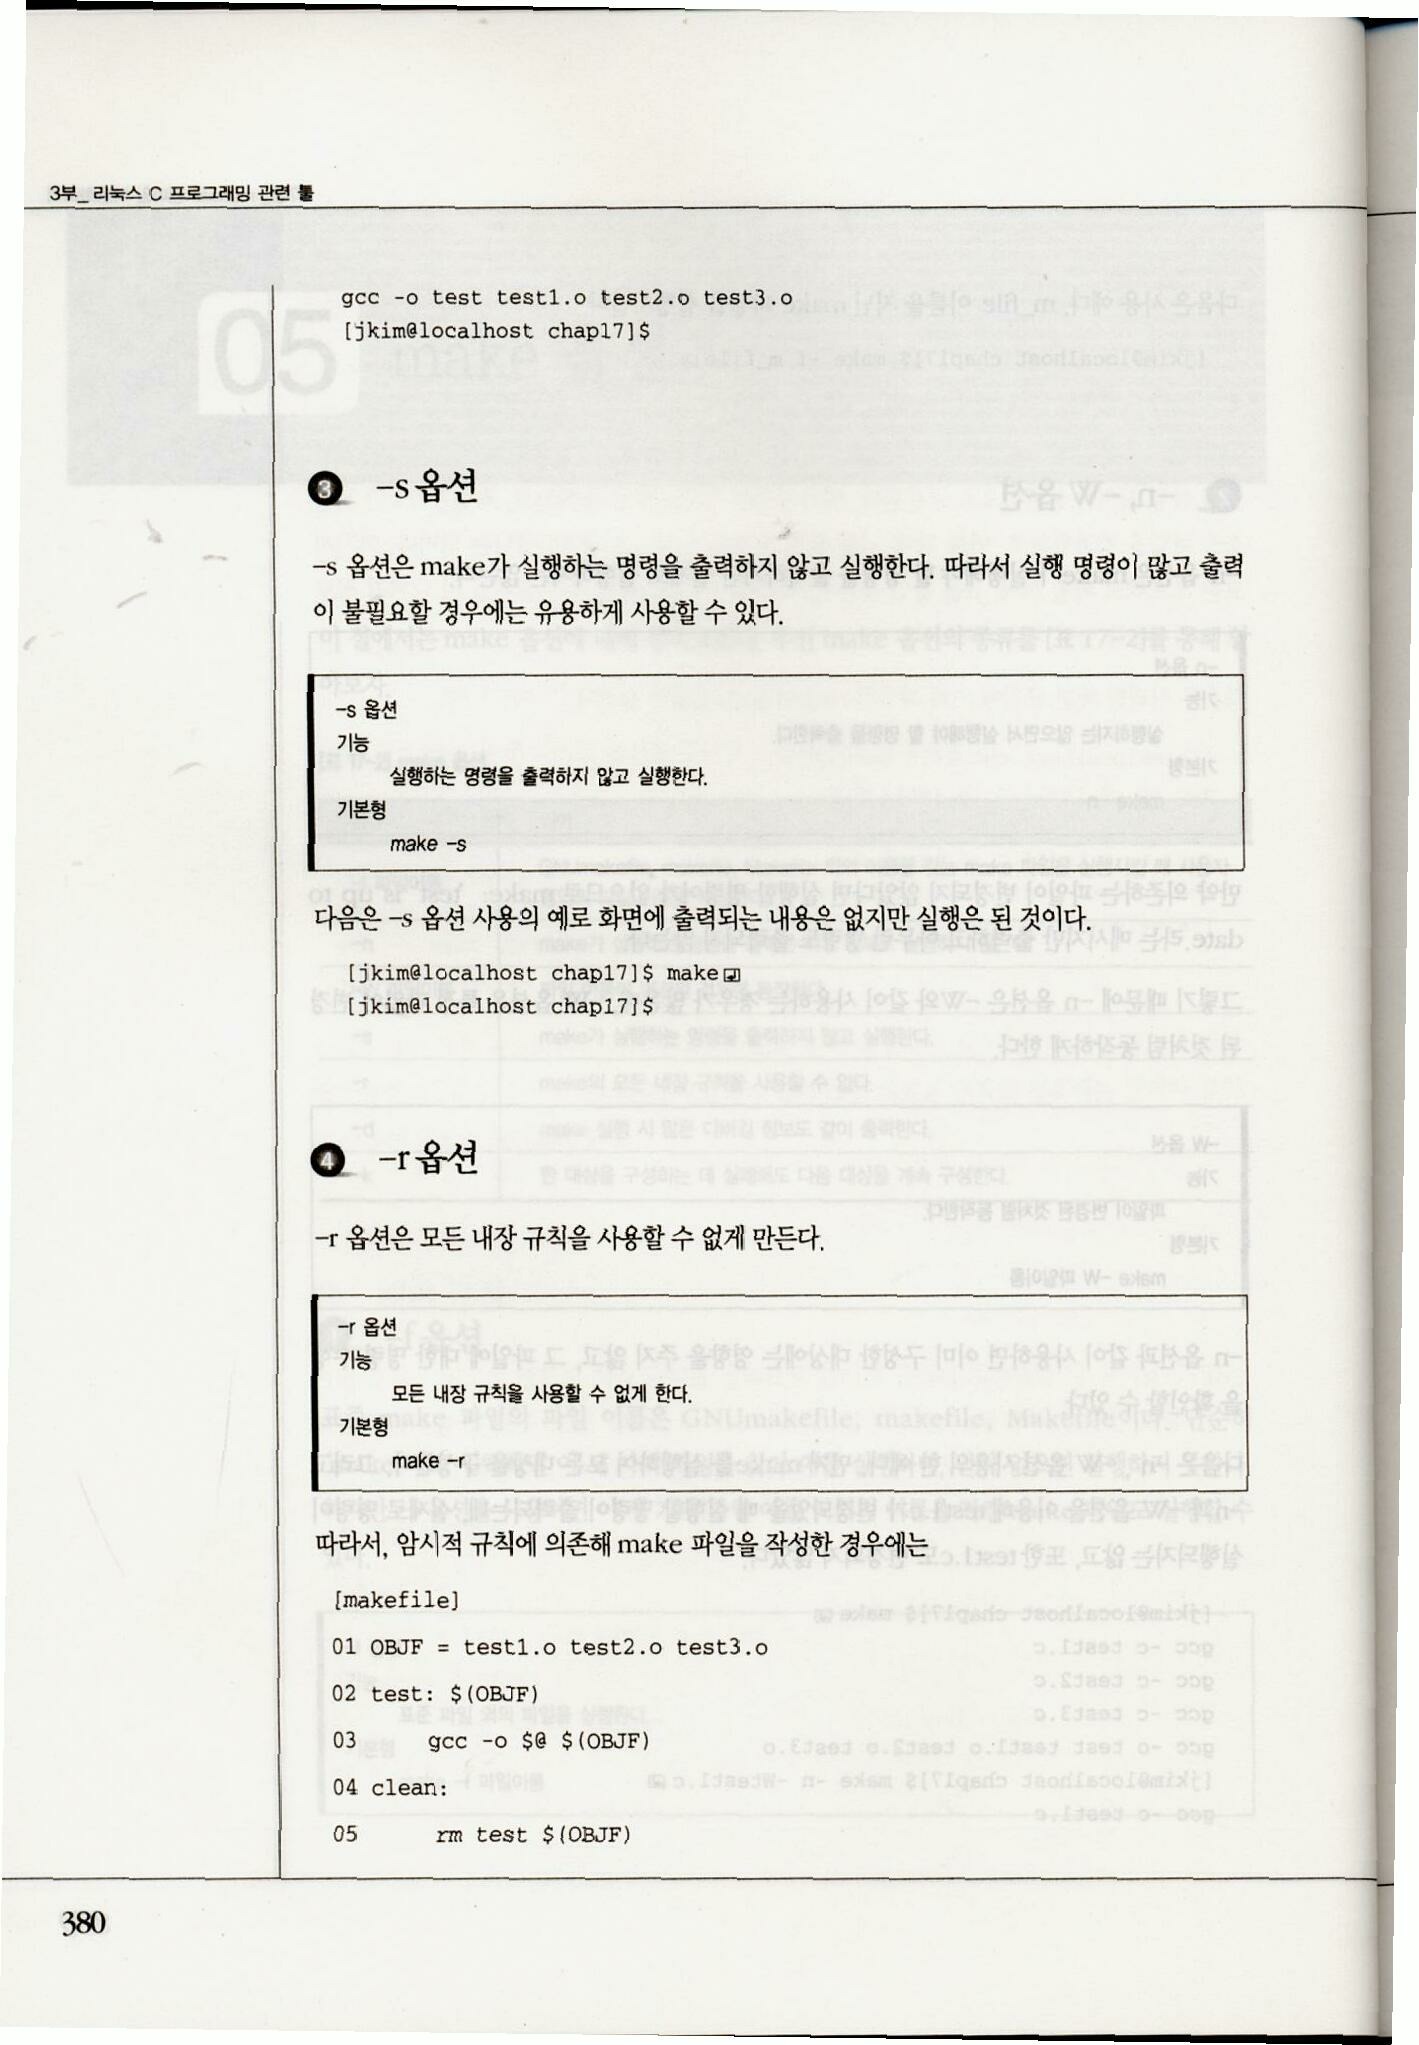 3부_ 리눅스 C 프로그래밍 관련 툴
gcc -o test test1.o test2.o test3.o
[jkim@localhost chap17]$
3 -s 옵션
-s 옵션은 make가 실행하는 명령을 출력하지 않고 실행한다. 따라서 실행 명령이 많고 출력
이 불필요할 경우에는 유용하게 사용할 수 있다.
-s 옵션
기능
실행하는 명령을 출력하지 않고 실행한다.
기본형
make -s
다음은 -s 옵션 사용의 예로 화면에 출력되는 내용은 없지만 실행은 된 것이다.
[jkim@localhost chap17]$ make
[jkim@localhost chap17]$
4 -r 옵션
-r 옵션은 모든 내장 규칙을 사용할 수 없게 만든다.
-r 옵션
기능
모든 내장 규칙을 사용할 수 없게 한다.
기본형
make -r
따라서, 암시적 규칙에 의존해 make 파일을 작성한 경우에는
[makefile]
01 OBJF = test1.o test2.o test3.o
02 test: $(OBJF)
03 gcc -o $@ $(OBJF)
04 clean:
05 rm test $(OBJF)
380